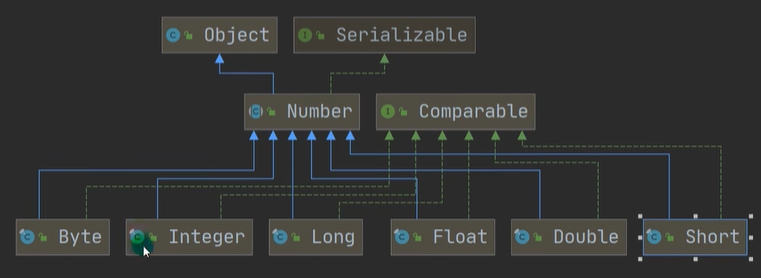 Object Serializable
Number Comparable
Byte Integer Long Float Double Short